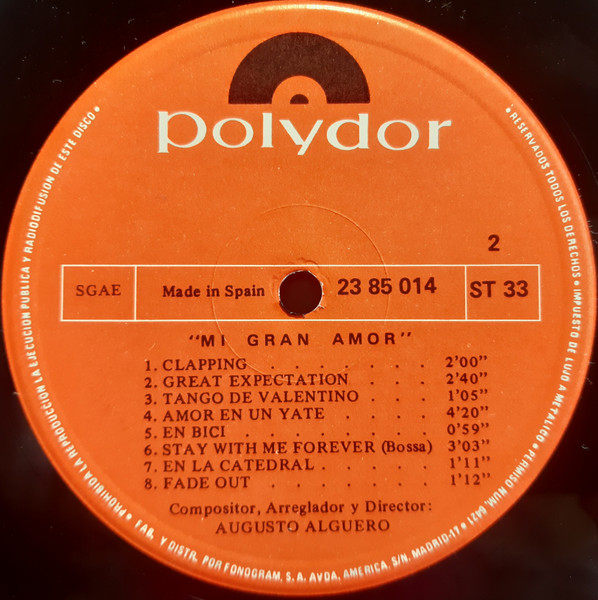 polydor
2
SGAE
Made in Spain
23 85 014
ST 33
"MI GRAN AMOR"
1. CLAPPING . . . . . . . . 2'00"
2. GREAT EXPECTATION . . . 2'40"
3. TANGO DE VALENTINO . . . 1'05"
4. AMOR EN UN YATE . . . . 4'20"
5. EN BICI . . . . . . . . 0'59"
6. STAY WITH ME FOREVER (Bossa) 3'03"
7. EN LA CATEDRAL . . . . . . 1'11"
8. FADE OUT . . . . . . . 1'12"
Compositor, Arreglador y Director:
AUGUSTO ALGUERO
• RESERVADOS TODOS LOS DERECHOS • IMPUESTO DE LUJO A METALICO • PERMISO NUM. 6421 • FAB. Y DISTR. POR FONOGRAM, S. A. AVDA. AMERICA, S/N. MADRID-17 • PROHIBIDA LA REPRODUCCION LA EJECUCION PUBLICA Y RADIODIFUSION DE ESTE DISCO •